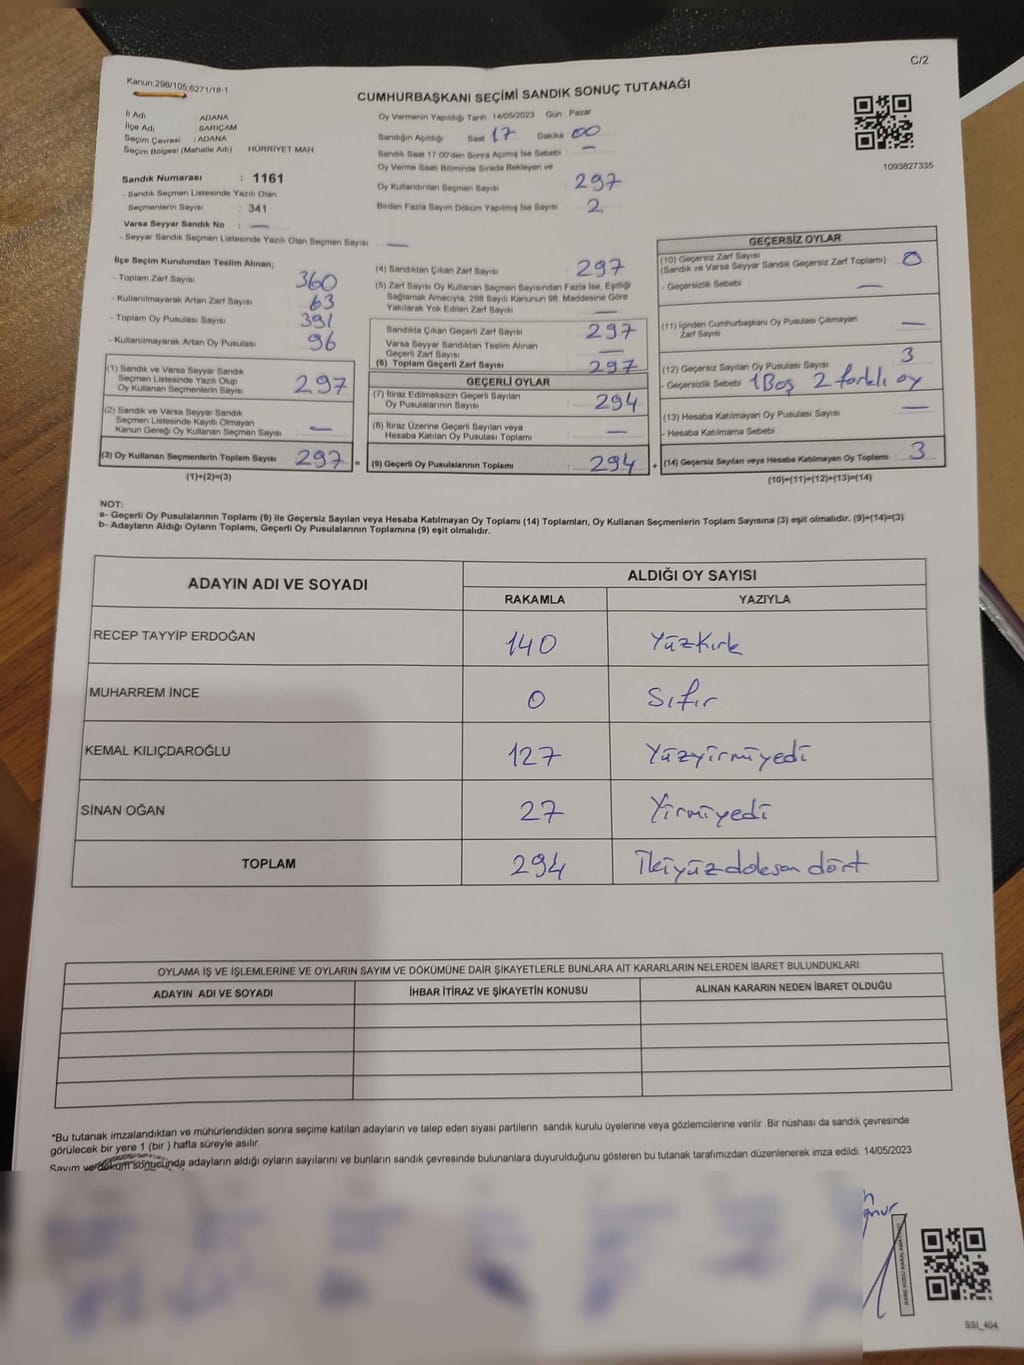 C/2
Kanun;298/105,6271/18-1
CUMHURBAŞKANI SEÇİMİ SANDIK SONUÇ TUTANAĞI
İl Adı : ADANA
İlçe Adı : SARIÇAM
Seçim Çevresi : ADANA
Seçim Bölgesi (Mahalle Adı) HÜRRİYET MAH.
Sandık Numarası : 1161
- Sandık Seçmen Listesinde Yazılı Olan
Seçmenlerin Sayısı : 341
Varsa Seyyar Sandık No : —
- Seyyar Sandık Seçmen Listesinde Yazılı Olan Seçmen Sayısı —
Oy Vermenin Yapıldığı Tarih 14/05/2023 Gün Pazar
Sandığın Açıldığı Saat 17 Dakika 00
Sandık Saat 17 00'den Sonra Açılmış İse Sebebi —
Oy Verme Saati Bitiminde Sırada Bekleyen ve
Oy Kullandırılan Seçmen Sayısı 297
Birden Fazla Sayım Döküm Yapılmış İse Sayısı 2
1093827335
İlçe Seçim Kurulundan Teslim Alınan;
- Toplam Zarf Sayısı 360
- Kullanılmayarak Artan Zarf Sayısı 63
- Toplam Oy Pusulası Sayısı 391
- Kullanılmayarak Artan Oy Pusulası 96
(1) Sandık ve Varsa Seyyar Sandık
Seçmen Listesinde Yazılı Olup
Oy Kullanan Seçmenlerin Sayısı 297
(2) Sandık ve Varsa Seyyar Sandık
Seçmen Listesinde Kayıtlı Olmayan
Kanun Gereği Oy Kullanan Seçmen Sayısı —
(3) Oy Kullanan Seçmenlerin Toplam Sayısı 297 =
(1)+(2)=(3)
(4) Sandıktan Çıkan Zarf Sayısı 297
(5) Zarf Sayısı Oy Kullanan Seçmen Sayısından Fazla İse, Eşitliği
Sağlamak Amacıyla, 298 Sayılı Kanunun 98. Maddesine Göre
Yakılarak Yok Edilen Zarf Sayısı —
Sandıkta Çıkan Geçerli Zarf Sayısı 297
Varsa Seyyar Sandıktan Teslim Alınan
Geçerli Zarf Sayısı —
(6) Toplam Geçerli Zarf Sayısı 297
GEÇERLİ OYLAR
(7) İtiraz Edilmeksizin Geçerli Sayılan
Oy Pusulalarının Sayısı 294
(8) İtiraz Üzerine Geçerli Sayılan veya
Hesaba Katılan Oy Pusulası Toplamı —
(9) Geçerli Oy Pusulalarının Toplamı : 294 +
GEÇERSİZ OYLAR
(10) Geçersiz Zarf Sayısı
(Sandık ve Varsa Seyyar Sandık Geçersiz Zarf Toplamı) 0
- Geçersizlik Sebebi —
(11) İçinden Cumhurbaşkanı Oy Pusulası Çıkmayan
Zarf Sayısı —
(12) Geçersiz Sayılan Oy Pusulası Sayısı 3
- Geçersizlik Sebebi 1 Boş 2 farklı oy
(13) Hesaba Katılmayan Oy Pusulası Sayısı —
- Hesaba Katılmama Sebebi :
(14) Geçersiz Sayılan veya Hesaba Katılmayan Oy Toplamı 3
(10)+(11)+(12)+(13)=(14)
NOT:
a- Geçerli Oy Pusulalarının Toplamı (9) ile Geçersiz Sayılan veya Hesaba Katılmayan Oy Toplamı (14) Toplamları, Oy Kullanan Seçmenlerin Toplam Sayısına (3) eşit olmalıdır. (9)+(14)=(3)
b- Adayların Aldığı Oyların Toplamı, Geçerli Oy Pusulalarının Toplamına (9) eşit olmalıdır.
ADAYIN ADI VE SOYADI ALDIĞI OY SAYISI
RAKAMLA YAZIYLA
RECEP TAYYİP ERDOĞAN 140 Yüzkırk
MUHARREM İNCE 0 Sıfır
KEMAL KILIÇDAROĞLU 127 Yüzyirmiyedi
SİNAN OĞAN 27 Yirmiyedi
TOPLAM 294 İkiyüzdoksan dört
OYLAMA İŞ VE İŞLEMLERİNE VE OYLARIN SAYIM VE DÖKÜMÜNE DAİR ŞİKAYETLERLE BUNLARA AİT KARARLARIN NELERDEN İBARET BULUNDUKLARI
ADAYIN ADI VE SOYADI İHBAR İTİRAZ VE ŞİKAYETİN KONUSU ALINAN KARARIN NEDEN İBARET OLDUĞU
*Bu tutanak imzalandıktan ve mühürlendikten sonra seçime katılan adayların ve talep eden siyasi partilerin sandık kurulu üyelerine veya gözlemcilerine verilir .Bir nüshası da sandık çevresinde
görülecek bir yere 1 (bir ) hafta süreyle asılır.
Sayım ve döküm sonucunda adayların aldığı oyların sayılarını ve bunların sandık çevresinde bulunanlara duyurulduğunu gösteren bu tutanak tarafımızdan düzenlenerek imza edildi. 14/05/2023
SSI_404